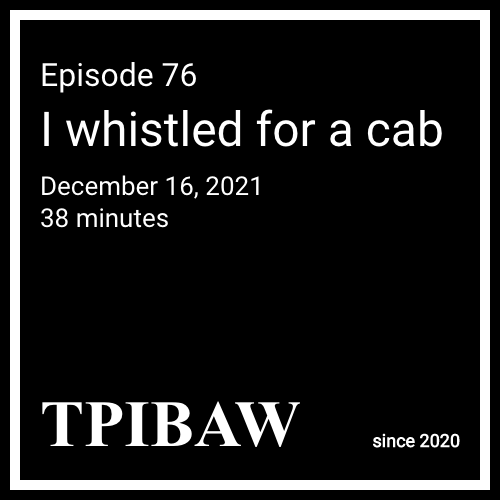 Episode 76
I whistled for a cab
December 16, 2021
38 minutes
TPIBAW
since 2020